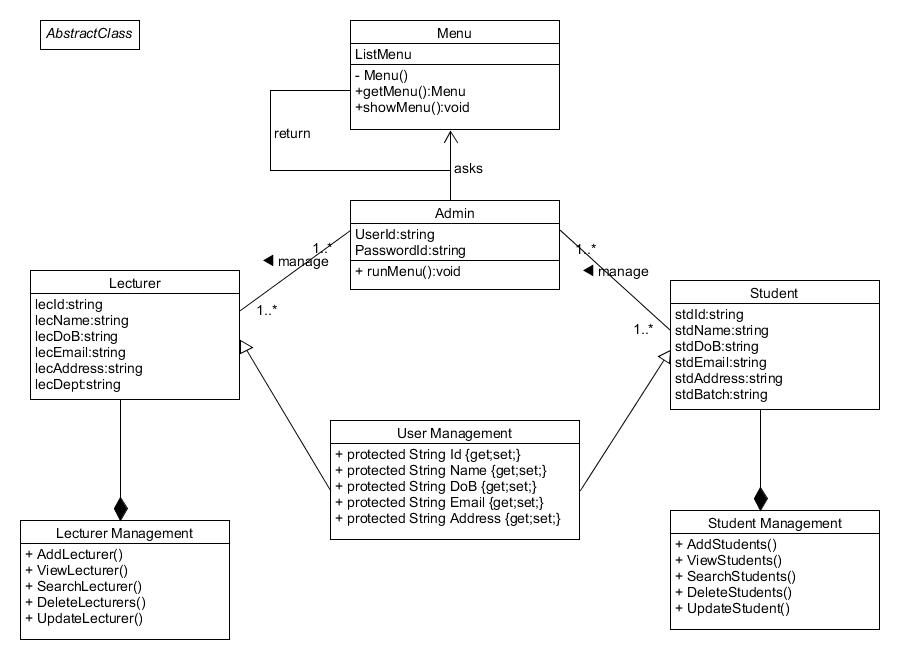 AbstractClass
Menu
ListMenu
- Menu()
+getMenu():Menu
+showMenu():void
return
asks
Admin
UserId:string
PasswordId:string
+ runMenu():void
1..*
◀ manage
1..*
1..*
◀ manage
1..*
Lecturer
lecId:string
lecName:string
lecDoB:string
lecEmail:string
lecAddress:string
lecDept:string
Student
stdId:string
stdName:string
stdDoB:string
stdEmail:string
stdAddress:string
stdBatch:string
User Management
+ protected String Id {get;set;}
+ protected String Name {get;set;}
+ protected String DoB {get;set;}
+ protected String Email {get;set;}
+ protected String Address {get;set;}
Lecturer Management
+ AddLecturer()
+ ViewLecturer()
+ SearchLecturer()
+ DeleteLecturers()
+ UpdateLecturer()
Student Management
+ AddStudents()
+ ViewStudents()
+ SearchStudents()
+ DeleteStudents()
+ UpdateStudent()